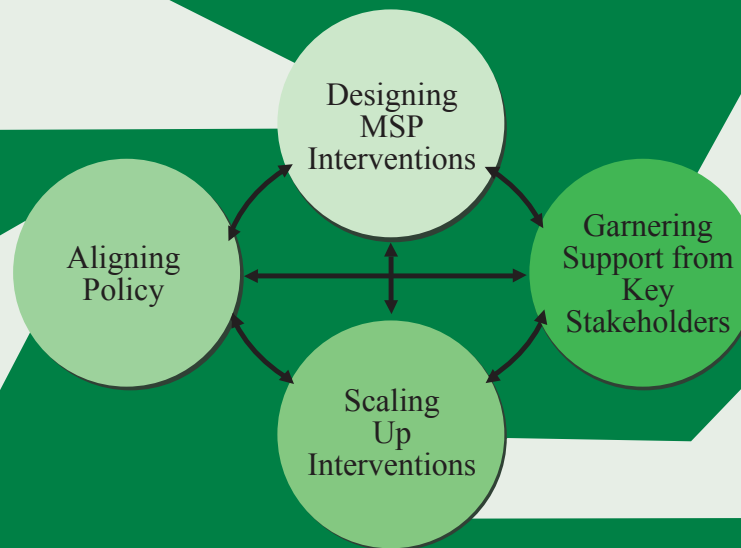 Designing
MSP
Interventions
Aligning
Policy
Garnering
Support from
Key
Stakeholders
Scaling
Up
Interventions